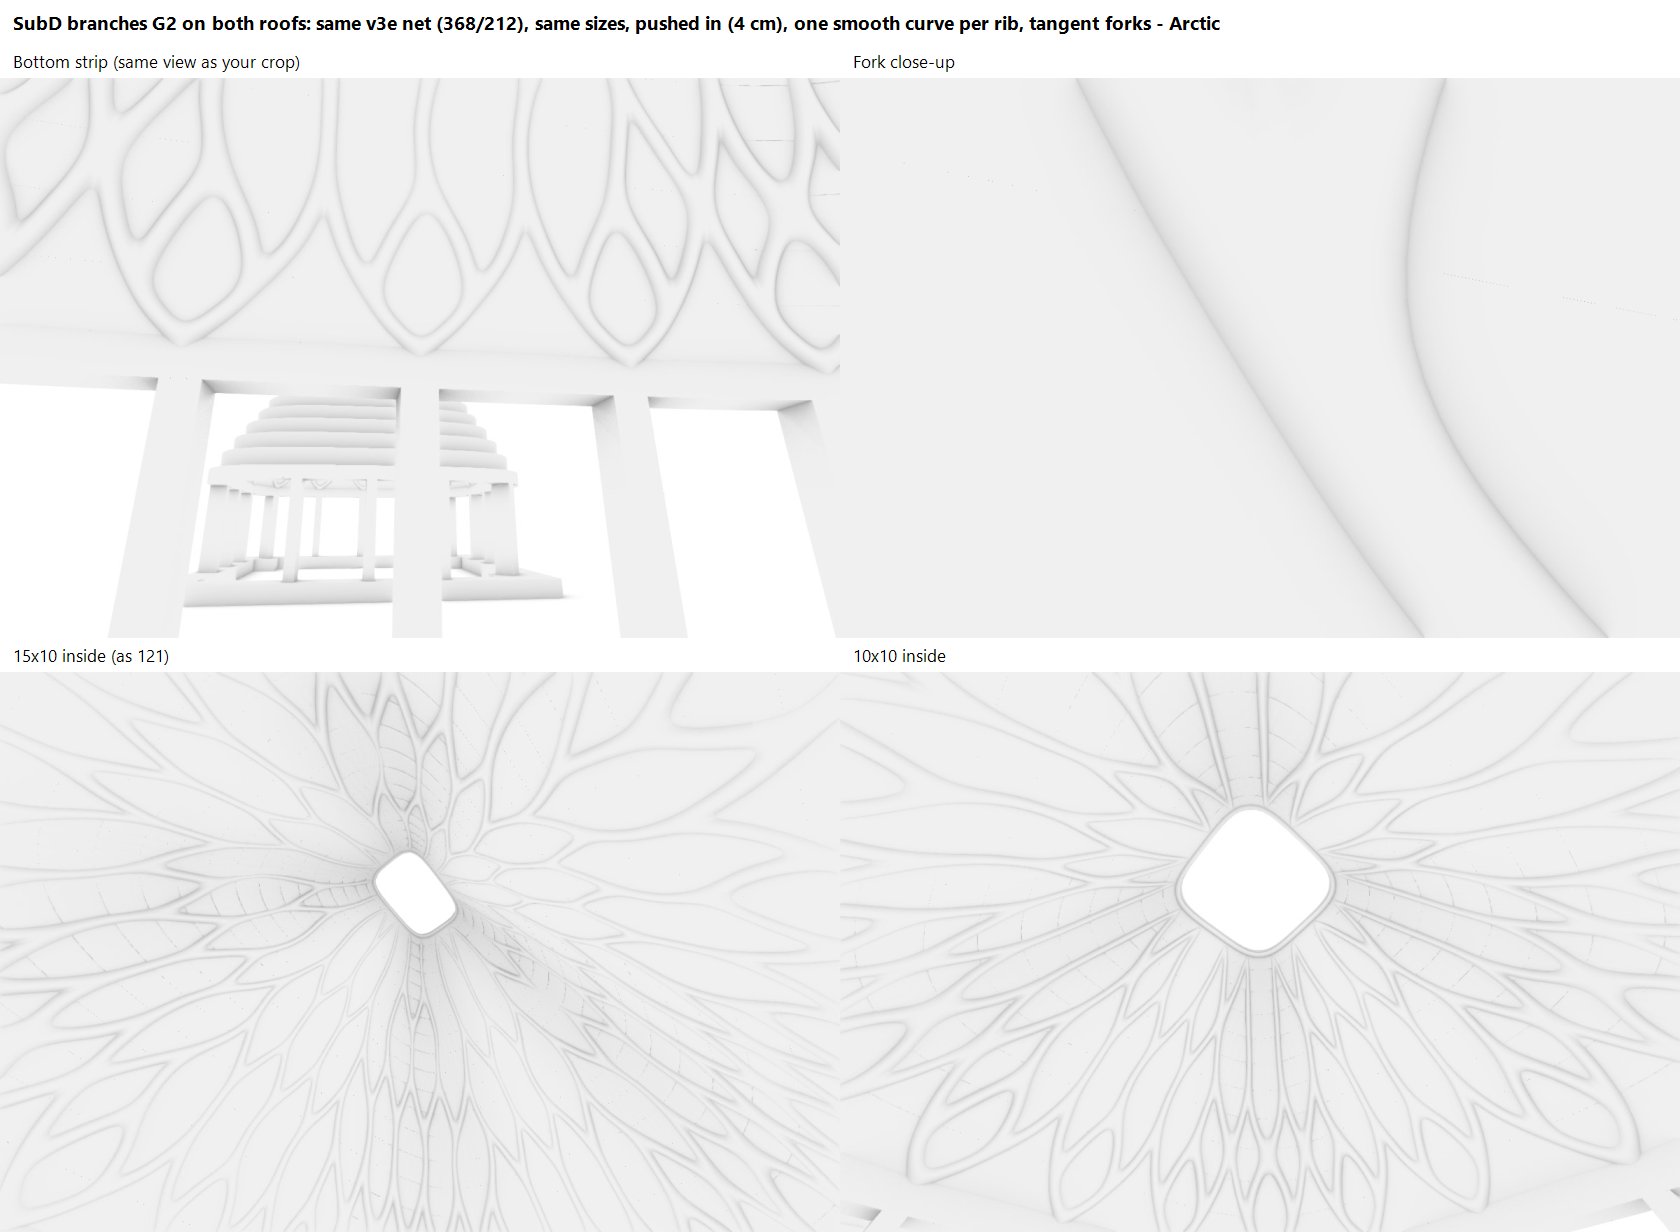 SubD branches G2 on both roofs: same v3e net (368/212), same sizes, pushed in (4 cm), one smooth curve per rib, tangent forks - Arctic
Bottom strip (same view as your crop)
Fork close-up
15x10 inside (as 121)
10x10 inside